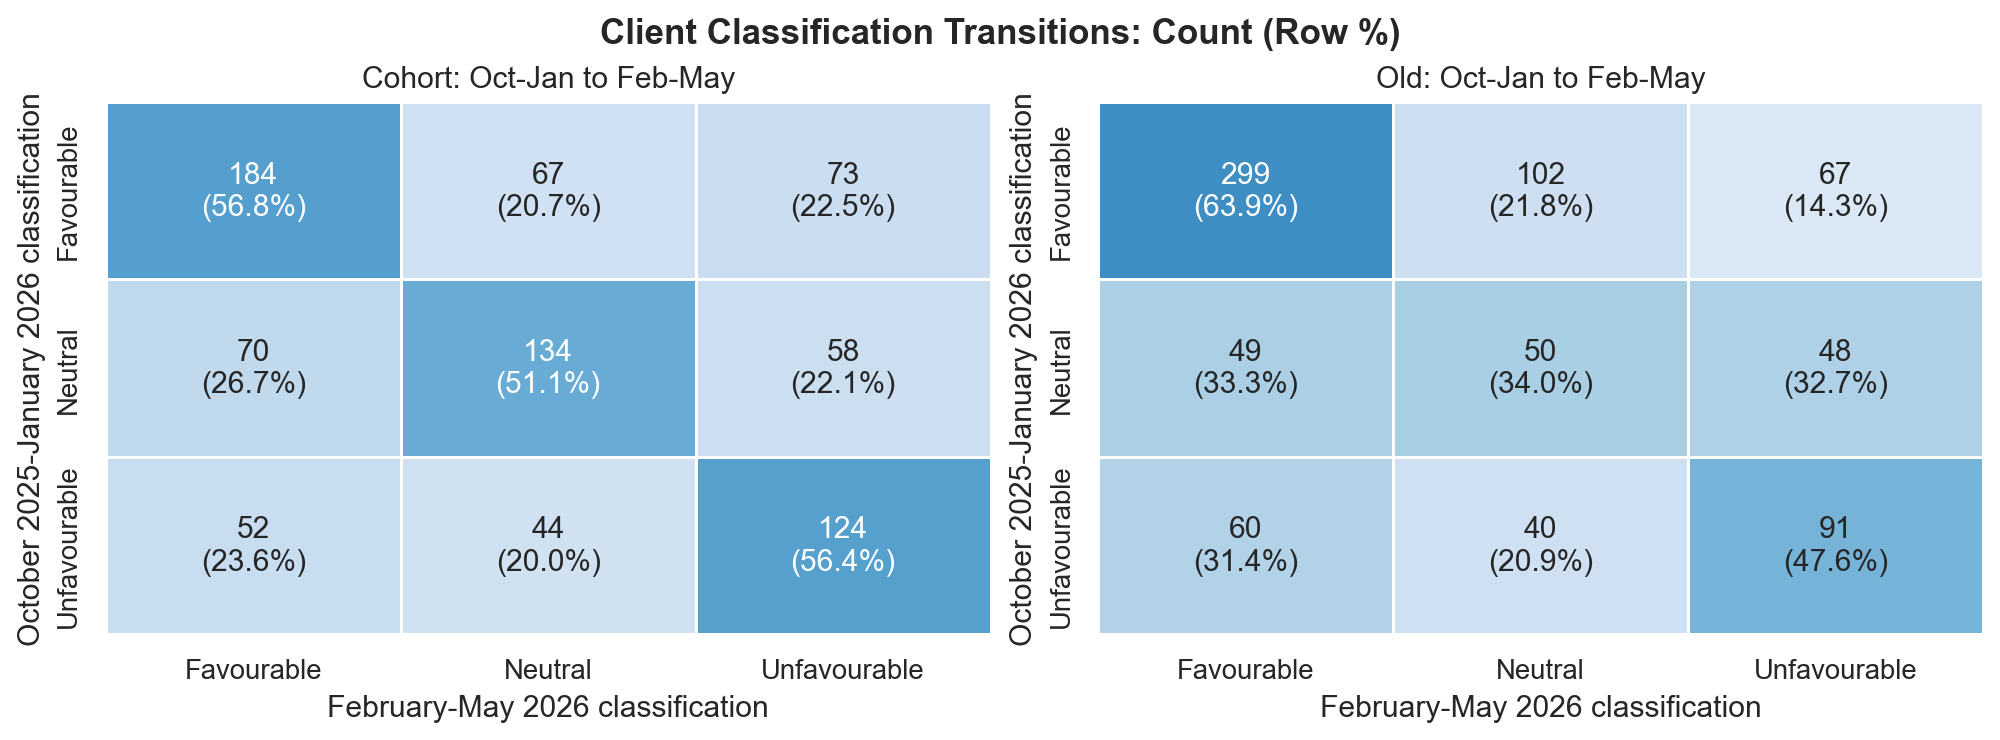 Client Classification Transitions: Count (Row %)
Cohort: Oct-Jan to Feb-May
October 2025-January 2026 classification
Favourable
184
(56.8%)
67
(20.7%)
73
(22.5%)
Neutral
70
(26.7%)
134
(51.1%)
58
(22.1%)
Unfavourable
52
(23.6%)
44
(20.0%)
124
(56.4%)
Favourable
Neutral
Unfavourable
February-May 2026 classification
Old: Oct-Jan to Feb-May
October 2025-January 2026 classification
Favourable
299
(63.9%)
102
(21.8%)
67
(14.3%)
Neutral
49
(33.3%)
50
(34.0%)
48
(32.7%)
Unfavourable
60
(31.4%)
40
(20.9%)
91
(47.6%)
Favourable
Neutral
Unfavourable
February-May 2026 classification